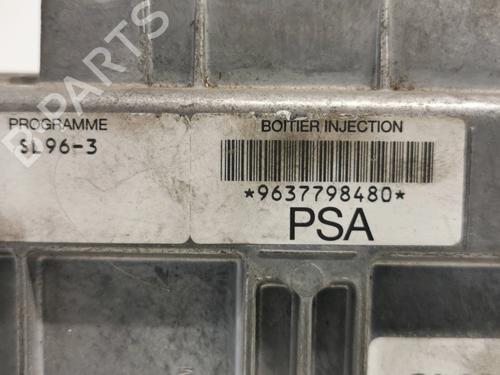 B PARTS
PROGRAMME
SL96-3
BOITIER INJECTION
*9637798480*
PSA